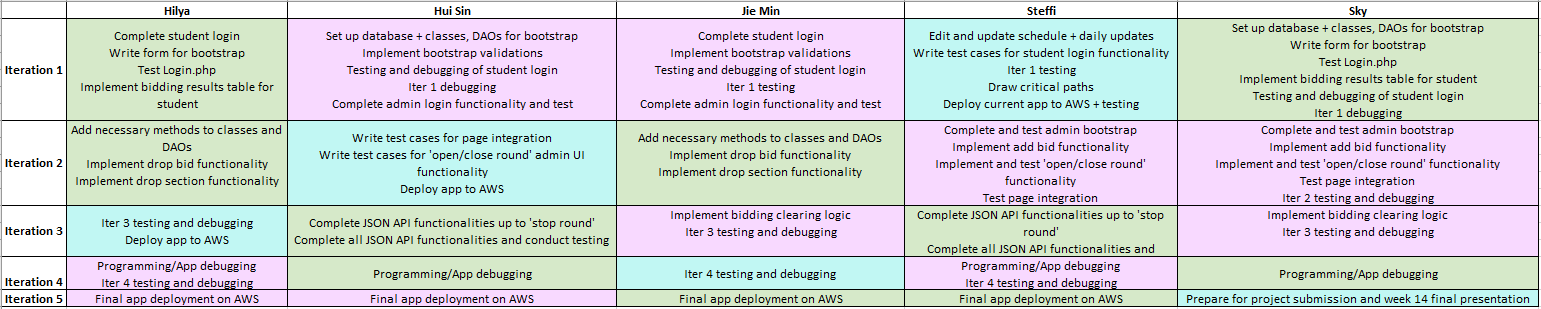 Hilya
Hui Sin
Jie Min
Steffi
Sky
Iteration 1
Complete student login
Write form for bootstrap
Test Login.php
Implement bidding results table for
student
Set up database + classes, DAOs for bootstrap
Implement bootstrap validations
Testing and debugging of student login
Iter 1 debugging
Complete admin login functionality and test
Complete student login
Implement bootstrap validations
Testing and debugging of student login
Iter 1 testing
Complete admin login functionality and test
Edit and update schedule + daily updates
Write test cases for student login functionality
Iter 1 testing
Draw critical paths
Deploy current app to AWS + testing
Set up database + classes, DAOs for bootstrap
Write form for bootstrap
Test Login.php
Implement bidding results table for student
Testing and debugging of student login
Iter 1 debugging
Iteration 2
Add necessary methods to classes and
DAOs
Implement drop bid functionality
Implement drop section functionality
Write test cases for page integration
Write test cases for 'open/close round' admin UI
functionality
Deploy app to AWS
Add necessary methods to classes and DAOs
Implement drop bid functionality
Implement drop section functionality
Complete and test admin bootstrap
Implement add bid functionality
Implement and test 'open/close round'
functionality
Test page integration
Complete and test admin bootstrap
Implement add bid functionality
Implement and test 'open/close round' functionality
Test page integration
Iter 2 testing and debugging
Iteration 3
Iter 3 testing and debugging
Deploy app to AWS
Complete JSON API functionalities up to 'stop round'
Complete all JSON API functionalities and conduct testing
Implement bidding clearing logic
Iter 3 testing and debugging
Complete JSON API functionalities up to 'stop
round'
Complete all JSON API functionalities and
Implement bidding clearing logic
Iter 3 testing and debugging
Iteration 4
Programming/App debugging
Iter 4 testing and debugging
Programming/App debugging
Iter 4 testing and debugging
Programming/App debugging
Iter 4 testing and debugging
Programming/App debugging
Iteration 5
Final app deployment on AWS
Final app deployment on AWS
Final app deployment on AWS
Final app deployment on AWS
Prepare for project submission and week 14 final presentation